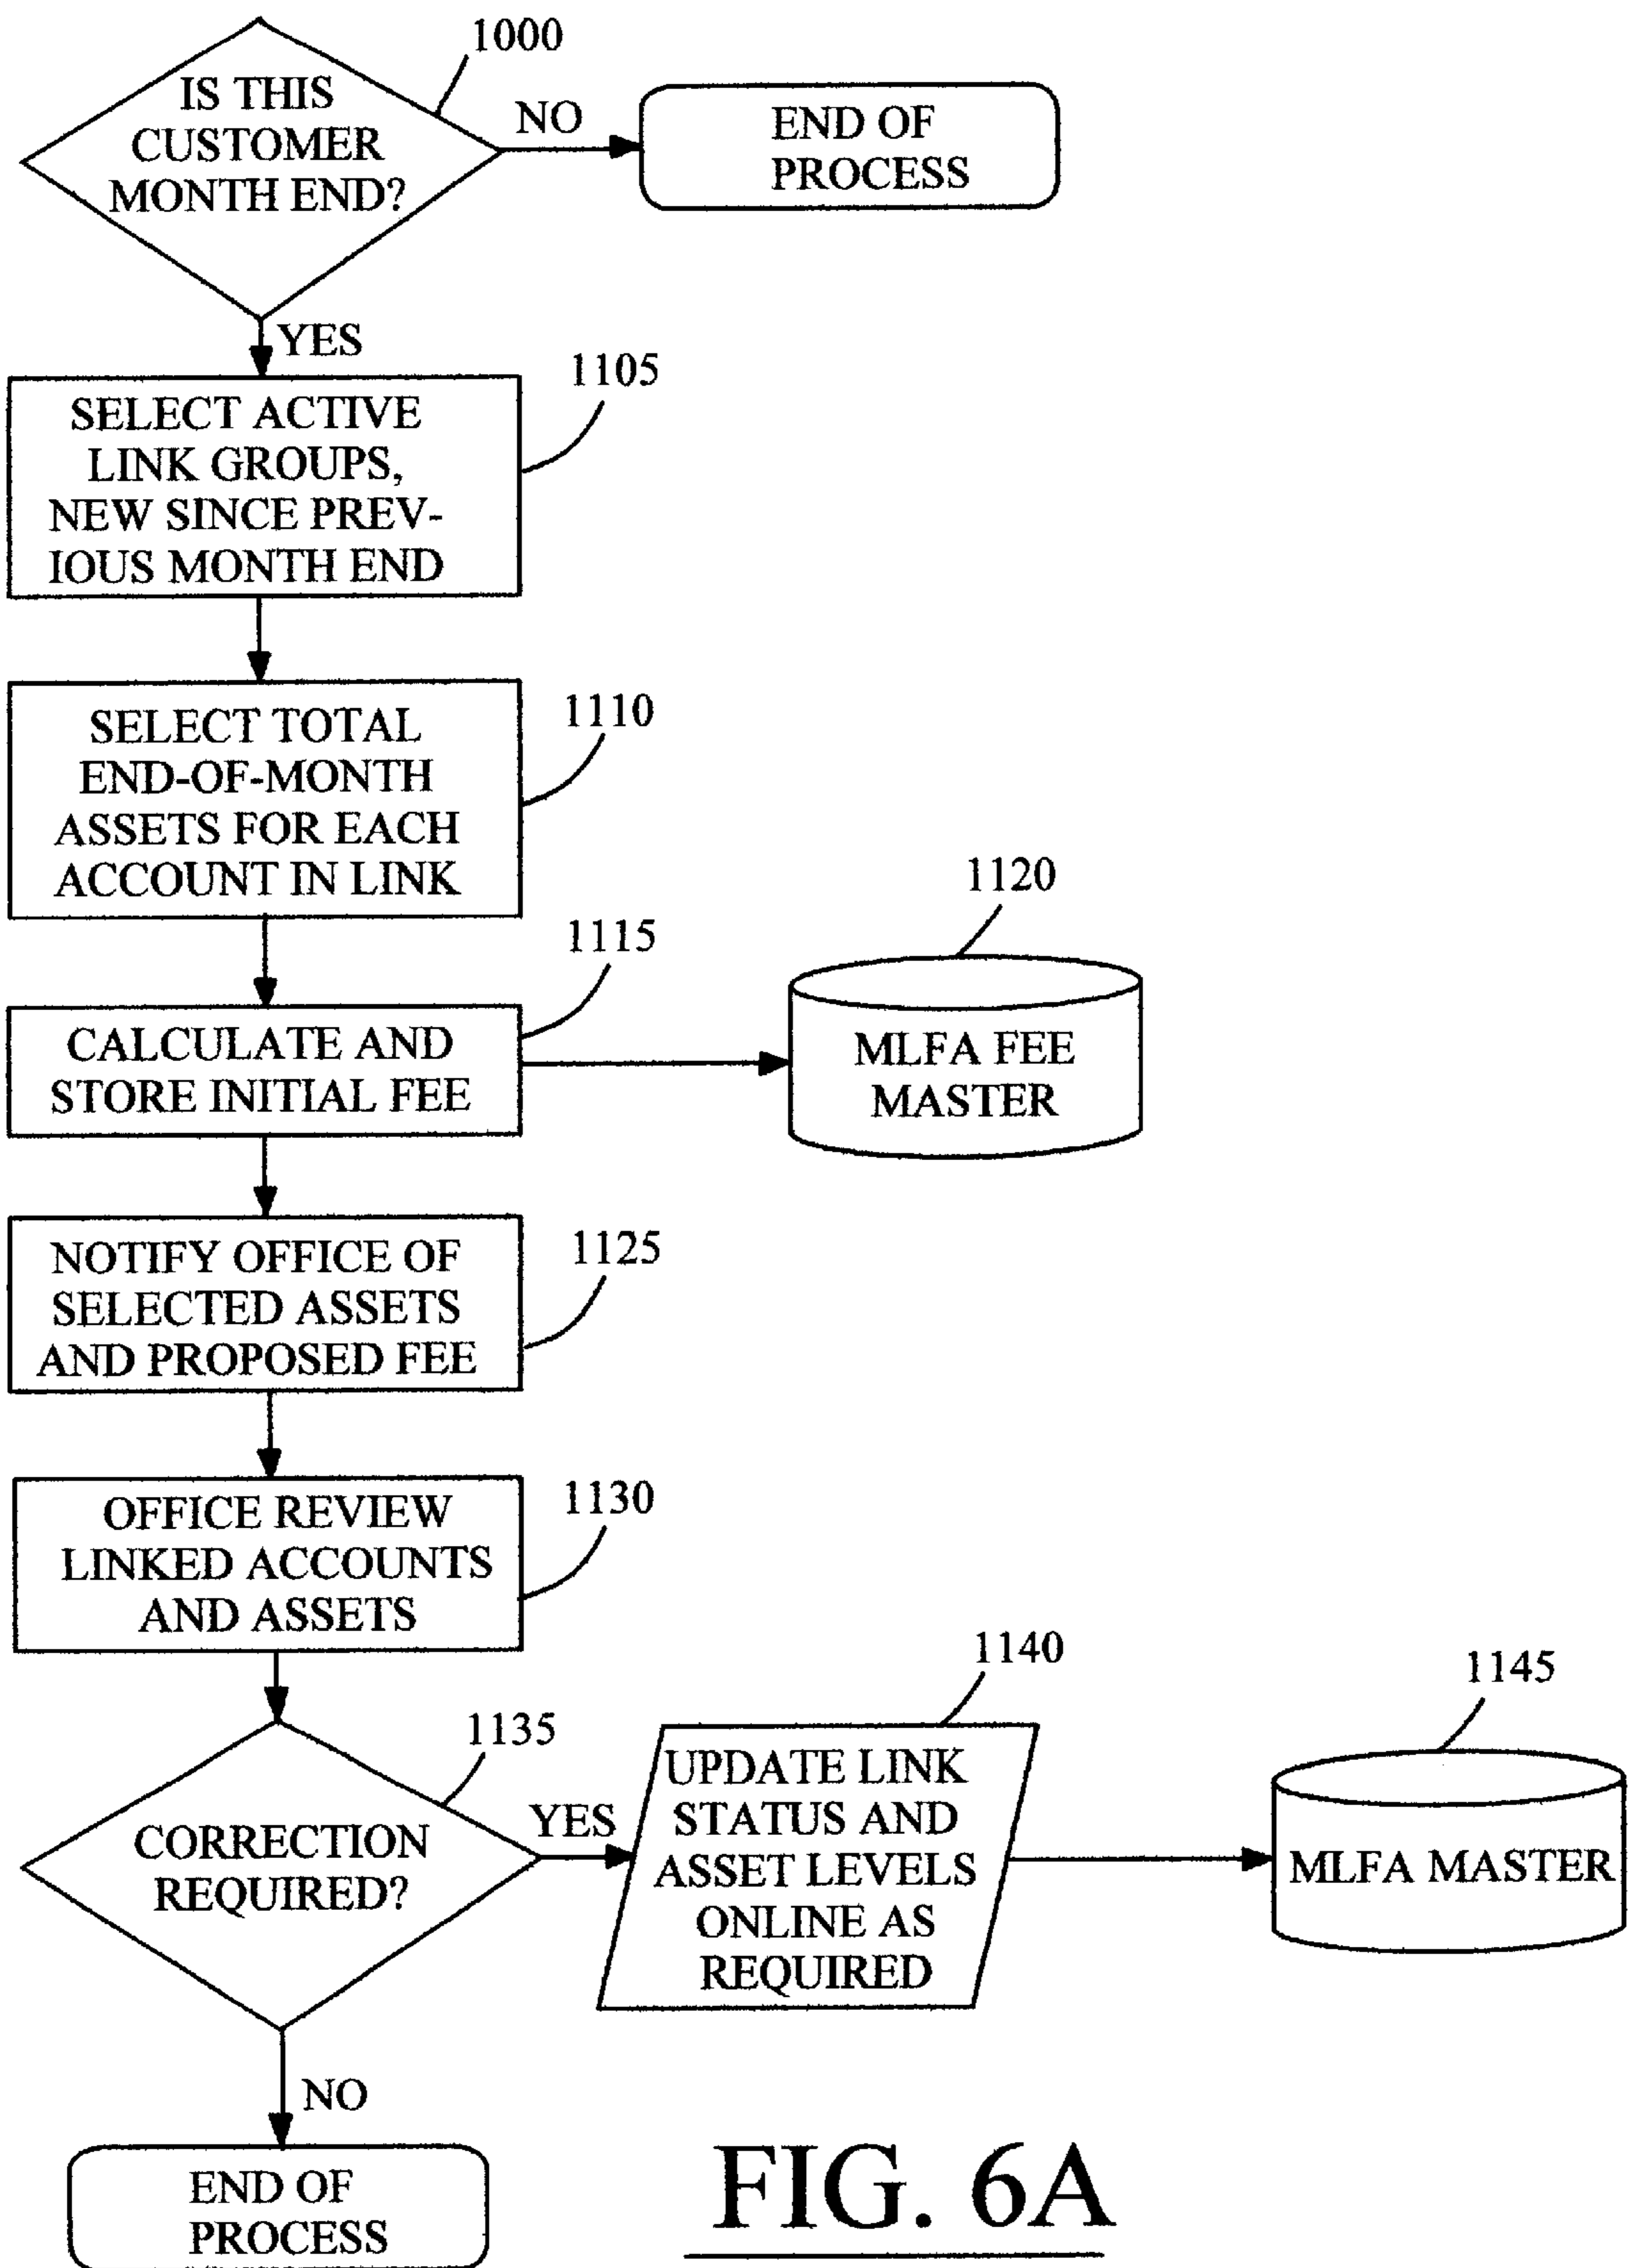 1000
IS THIS
CUSTOMER
MONTH END?
NO
END OF
PROCESS
YES
1105
SELECT ACTIVE
LINK GROUPS,
NEW SINCE PREV-
IOUS MONTH END
1110
SELECT TOTAL
END-OF-MONTH
ASSETS FOR EACH
ACCOUNT IN LINK
1115
CALCULATE AND
STORE INITIAL FEE
1120
MLFA FEE
MASTER
1125
NOTIFY OFFICE OF
SELECTED ASSETS
AND PROPOSED FEE
1130
OFFICE REVIEW
LINKED ACCOUNTS
AND ASSETS
1135
CORRECTION
REQUIRED?
YES
1140
UPDATE LINK
STATUS AND
ASSET LEVELS
ONLINE AS
REQUIRED
1145
MLFA MASTER
NO
END OF
PROCESS
FIG. 6A